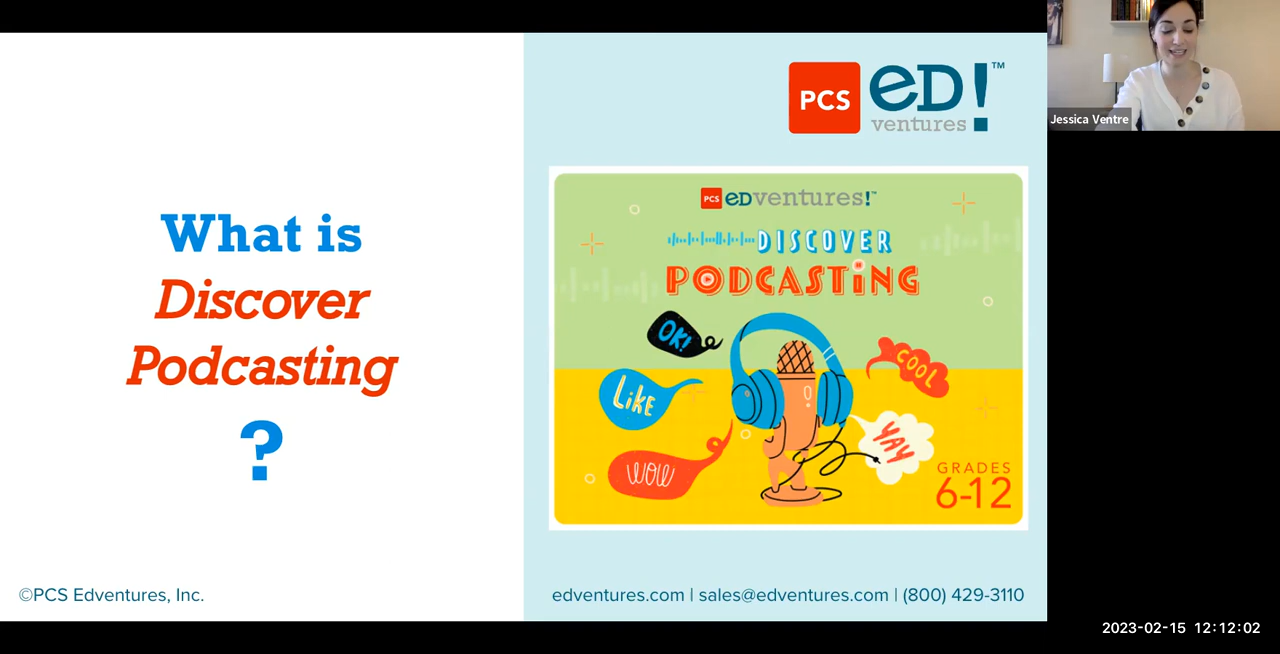 What is
Discover
Podcasting
?
©PCS Edventures, Inc.
PCS eD!™
ventures
PCS edventures!™
DISCOVER
PODCASTING
OK!
LIKE
WOW
COOL
YAY
GRADES
6-12
edventures.com | sales@edventures.com | (800) 429-3110
Jessica Ventre
2023-02-15 12:12:02